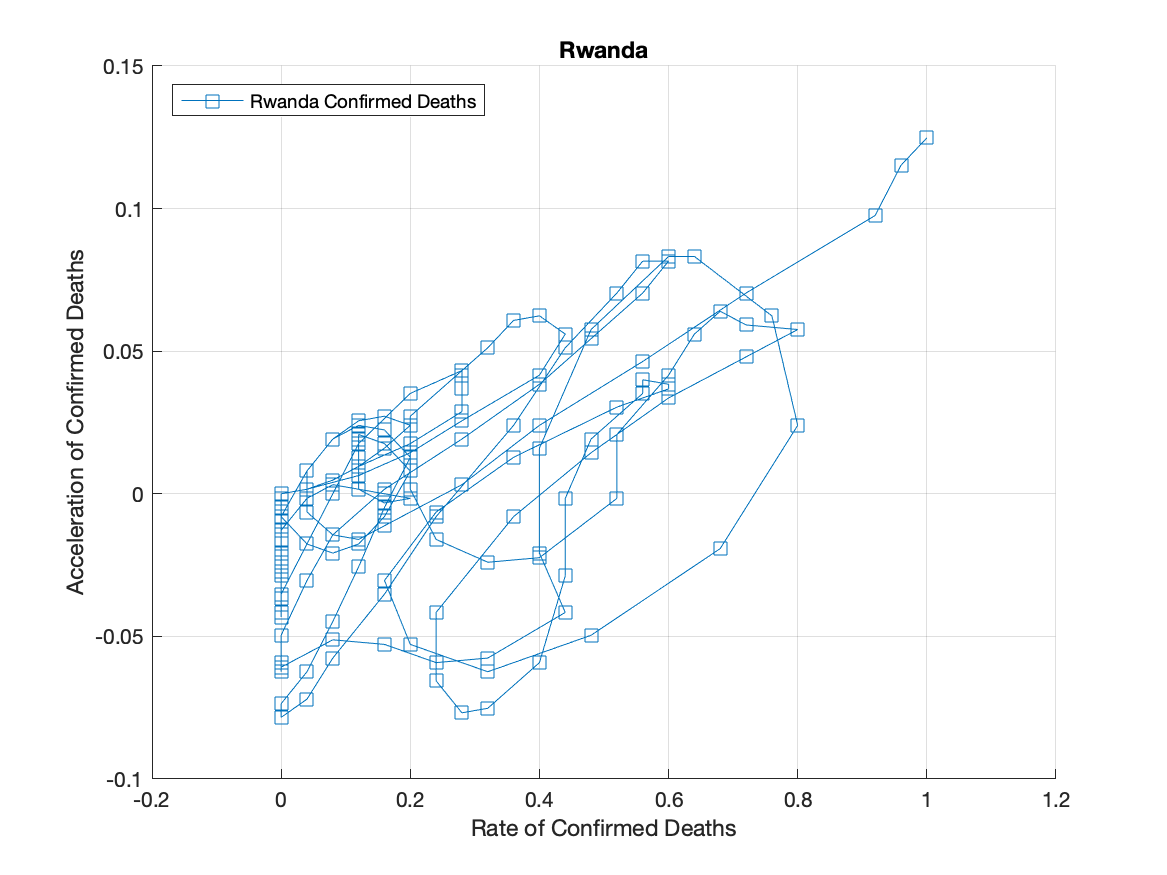 Rwanda
0.15
Rwanda Confirmed Deaths
0.1
0.05
0
-0.05
-0.1
Acceleration of Confirmed Deaths
-0.2 0 0.2 0.4 0.6 0.8 1 1.2
Rate of Confirmed Deaths